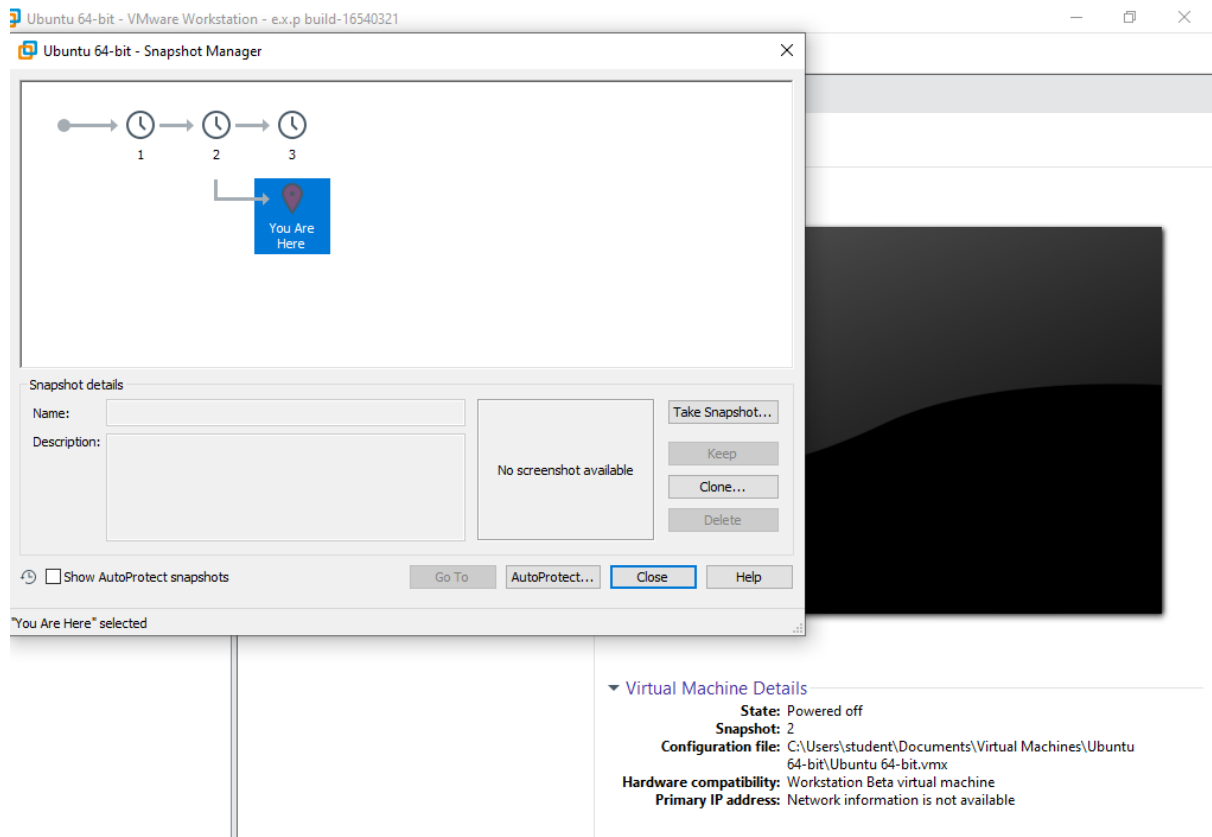 Ubuntu 64-bit - VMware Workstation - e.x.p build-16540321
Ubuntu 64-bit - Snapshot Manager
1
2
3
You Are
Here
Snapshot details
Name:
Take Snapshot...
Description:
Keep
No screenshot available
Clone...
Delete
Show AutoProtect snapshots
Go To
AutoProtect...
Close
Help
"You Are Here" selected
Virtual Machine Details
State: Powered off
Snapshot: 2
Configuration file: C:\Users\student\Documents\Virtual Machines\Ubuntu
64-bit\Ubuntu 64-bit.vmx
Hardware compatibility: Workstation Beta virtual machine
Primary IP address: Network information is not available